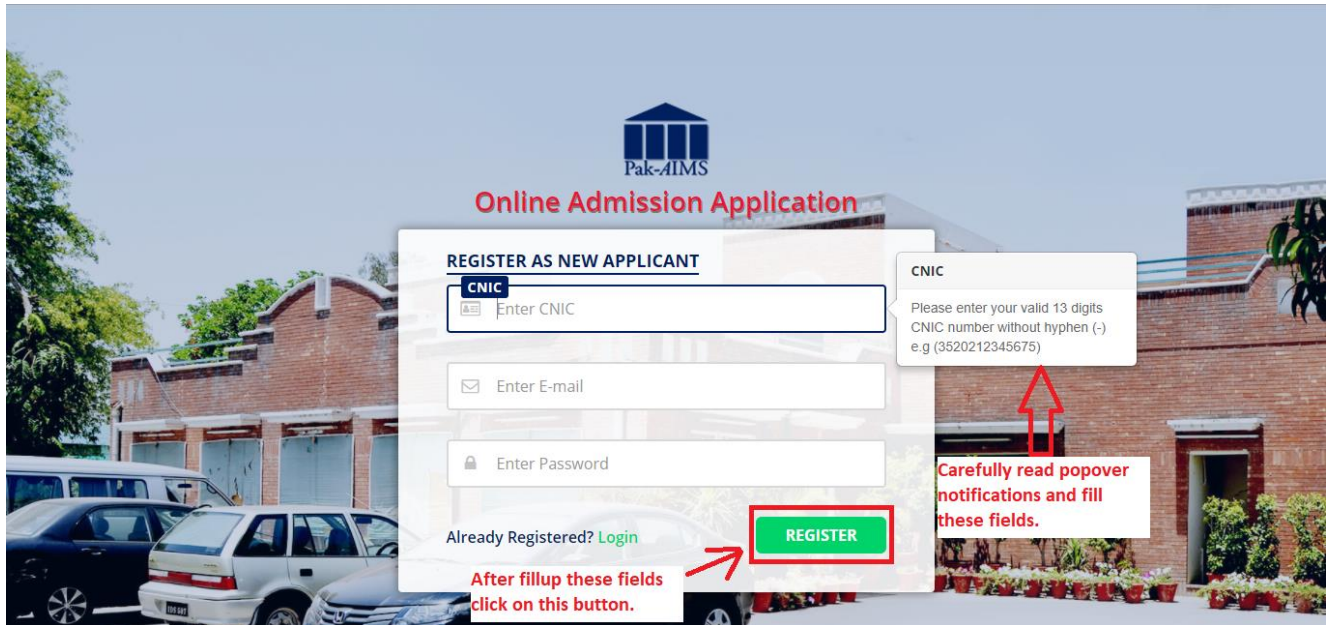 Pak-AIMS
Online Admission Application
REGISTER AS NEW APPLICANT
CNIC
Enter CNIC
Enter E-mail
Enter Password
Already Registered? Login
REGISTER
CNIC
Please enter your valid 13 digits
CNIC number without hyphen (-)
e.g (3520212345675)
Carefully read popover
notifications and fill
these fields.
After fillup these fields
click on this button.